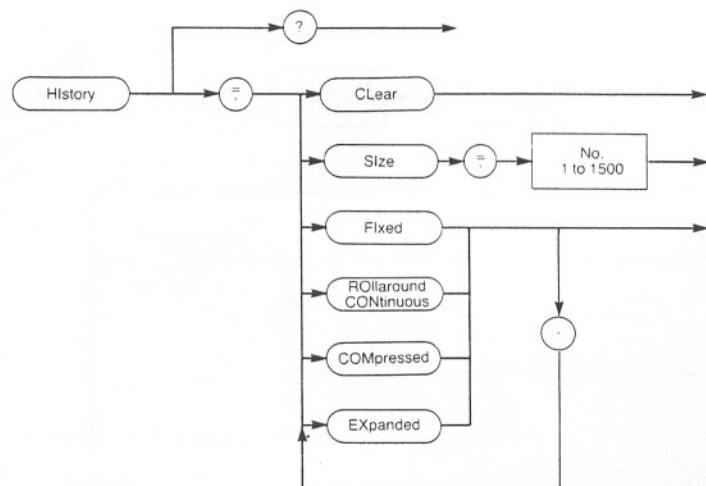 ?
HIstory
=
,
CLear
SIze
=
,
No.
1 to 1500
FIxed
ROllaround
CONtinuous
COMpressed
EXpanded